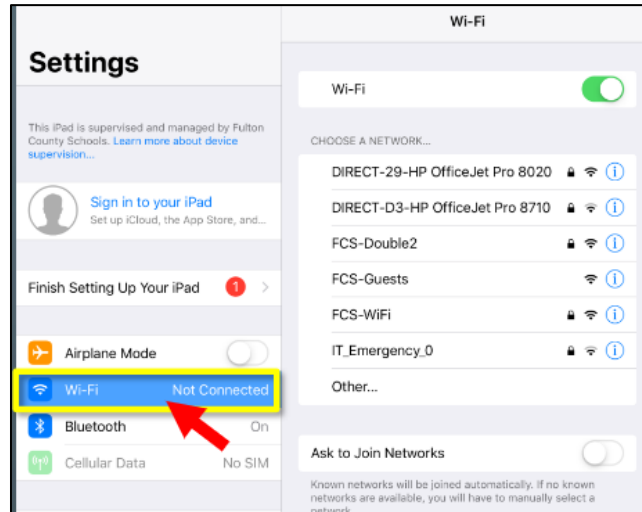 Settings
This iPad is supervised and managed by Fulton
County Schools. Learn more about device
supervision...
Sign in to your iPad
Set up iCloud, the App Store, and...
Finish Setting Up Your iPad 1
Airplane Mode
Wi-Fi Not Connected
Bluetooth On
Cellular Data No SIM
Wi-Fi
Wi-Fi
CHOOSE A NETWORK...
DIRECT-29-HP OfficeJet Pro 8020
DIRECT-D3-HP OfficeJet Pro 8710
FCS-Double2
FCS-Guests
FCS-WiFi
IT_Emergency_0
Other...
Ask to Join Networks
Known networks will be joined automatically. If no known
networks are available, you will have to manually select a
network.